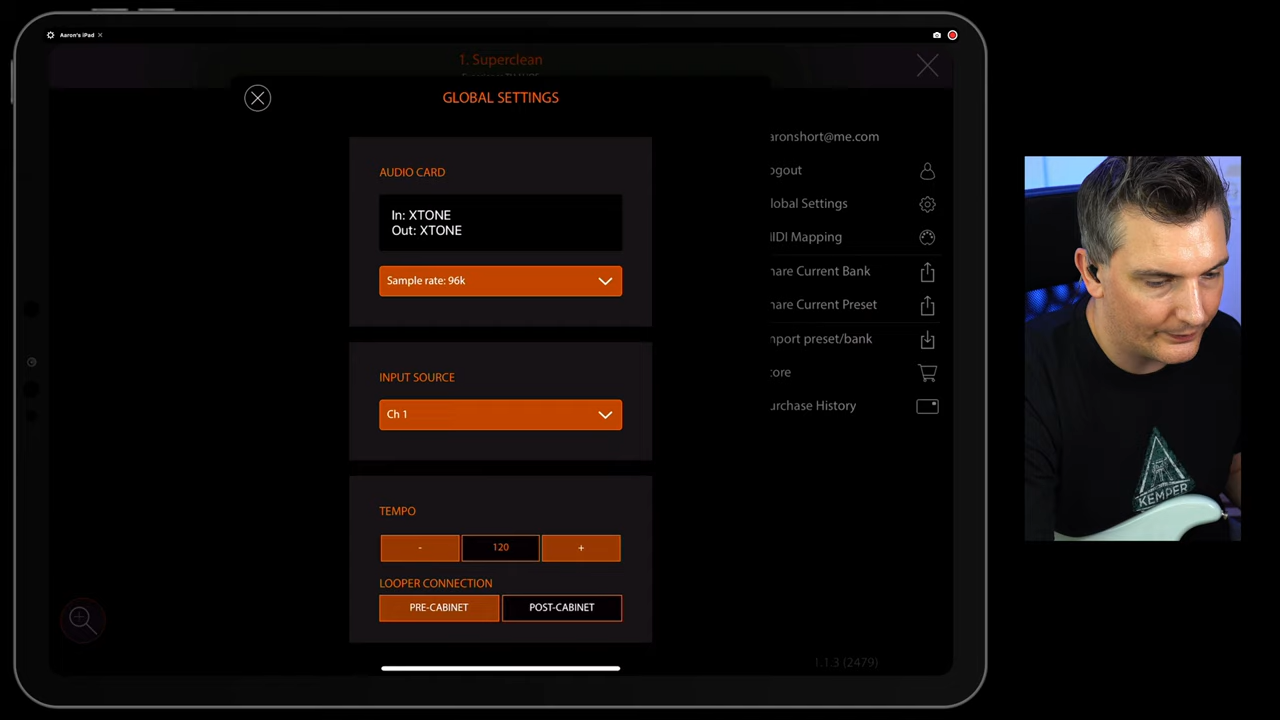 Aaron's iPad
1. Superclean
GLOBAL SETTINGS
AUDIO CARD
In: XTONE
Out: XTONE
Sample rate: 96k
INPUT SOURCE
Ch 1
TEMPO
- 120 +
LOOPER CONNECTION
PRE-CABINET POST-CABINET
aronshort@me.com
ogout
lobal Settings
IDI Mapping
hare Current Bank
hare Current Preset
mport preset/bank
tore
urchase History
1.1.3 (2479)
KEMPER